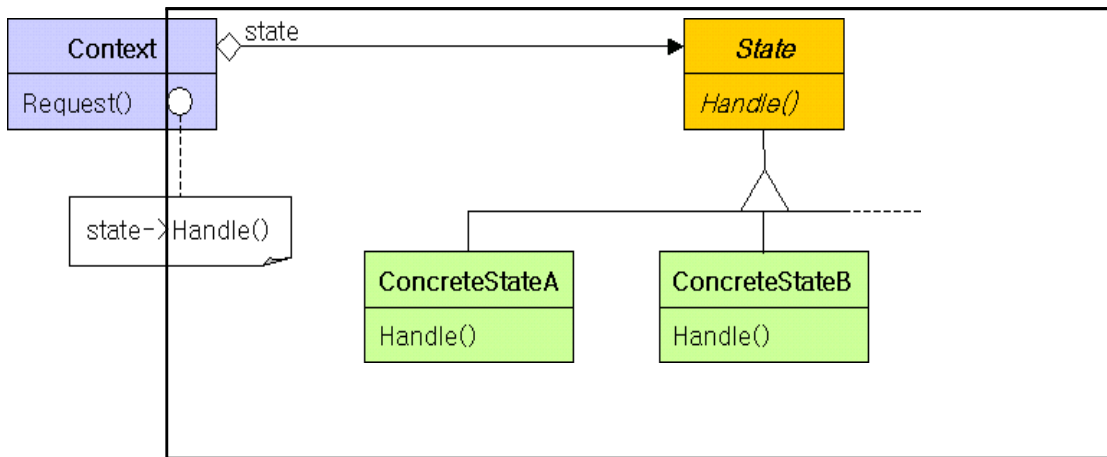 Context
Request()
state
State
Handle()
state->Handle()
ConcreteStateA
Handle()
ConcreteStateB
Handle()